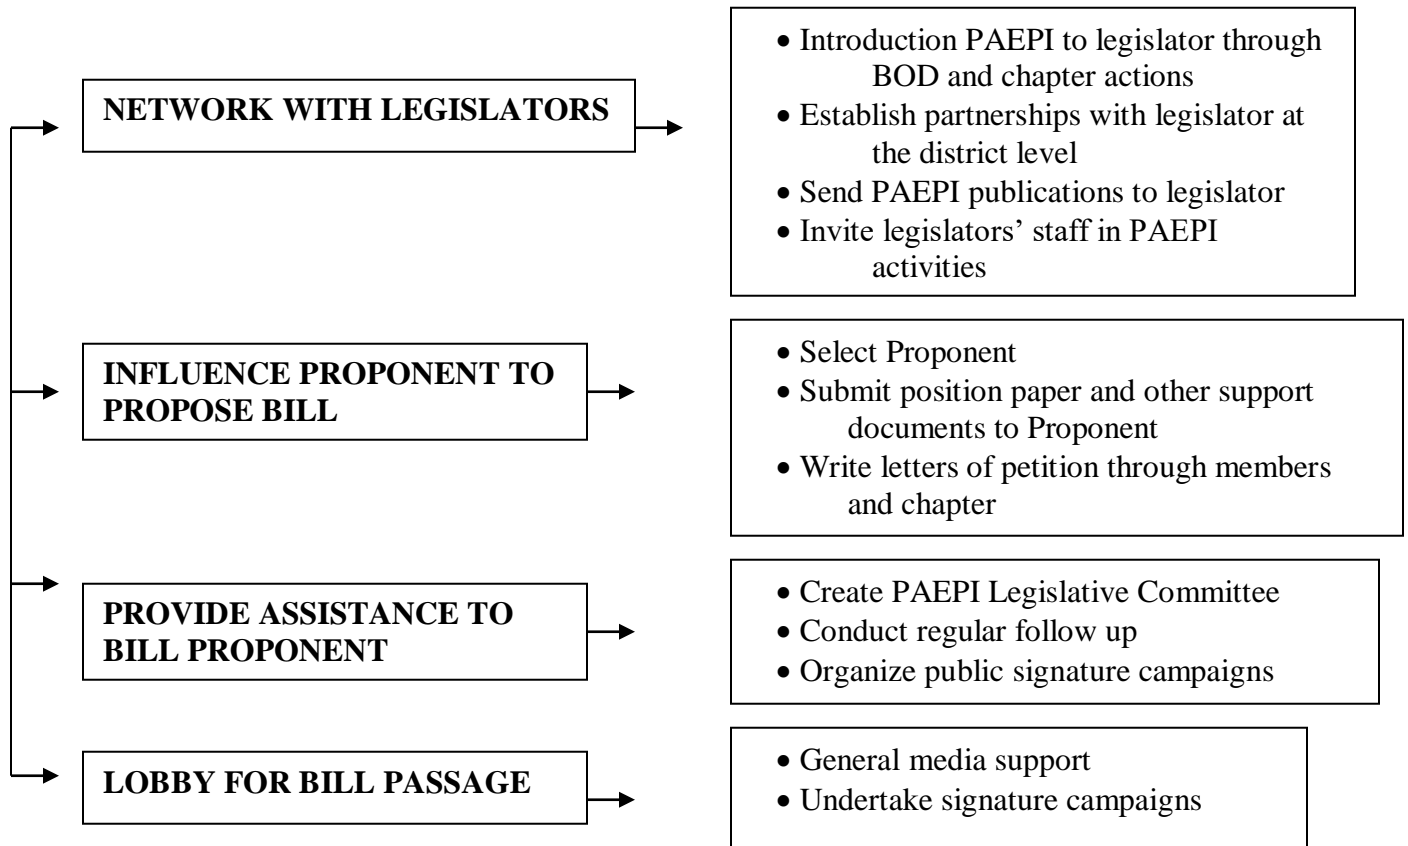 NETWORK WITH LEGISLATORS
• Introduction PAEPI to legislator through
BOD and chapter actions
• Establish partnerships with legislator at
the district level
• Send PAEPI publications to legislator
• Invite legislators’ staff in PAEPI
activities
INFLUENCE PROPONENT TO
PROPOSE BILL
• Select Proponent
• Submit position paper and other support
documents to Proponent
• Write letters of petition through members
and chapter
PROVIDE ASSISTANCE TO
BILL PROPONENT
• Create PAEPI Legislative Committee
• Conduct regular follow up
• Organize public signature campaigns
LOBBY FOR BILL PASSAGE
• General media support
• Undertake signature campaigns